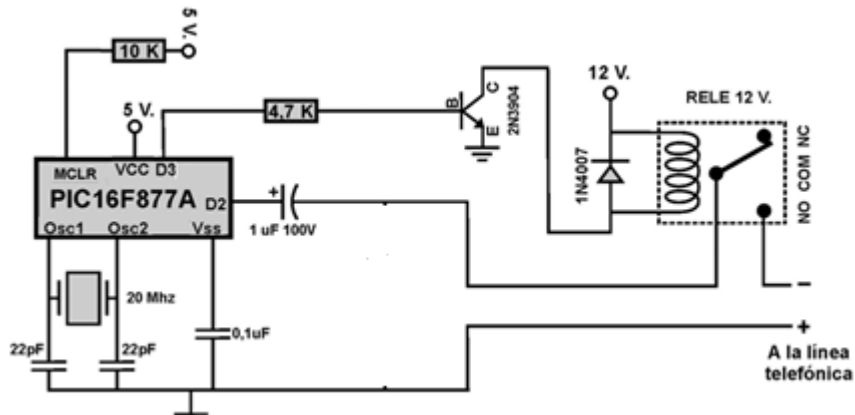 5 V.
10 K
5 V.
4,7 K
B
C
E
2N3904
12 V.
RELE 12 V.
1N4007
NO COM NC
MCLR
VCC
D3
PIC16F877A
D2
Osc1
Osc2
Vss
+
1 uF 100V
20 Mhz
22pF
22pF
0,1uF
−
+
A la línea
telefónica